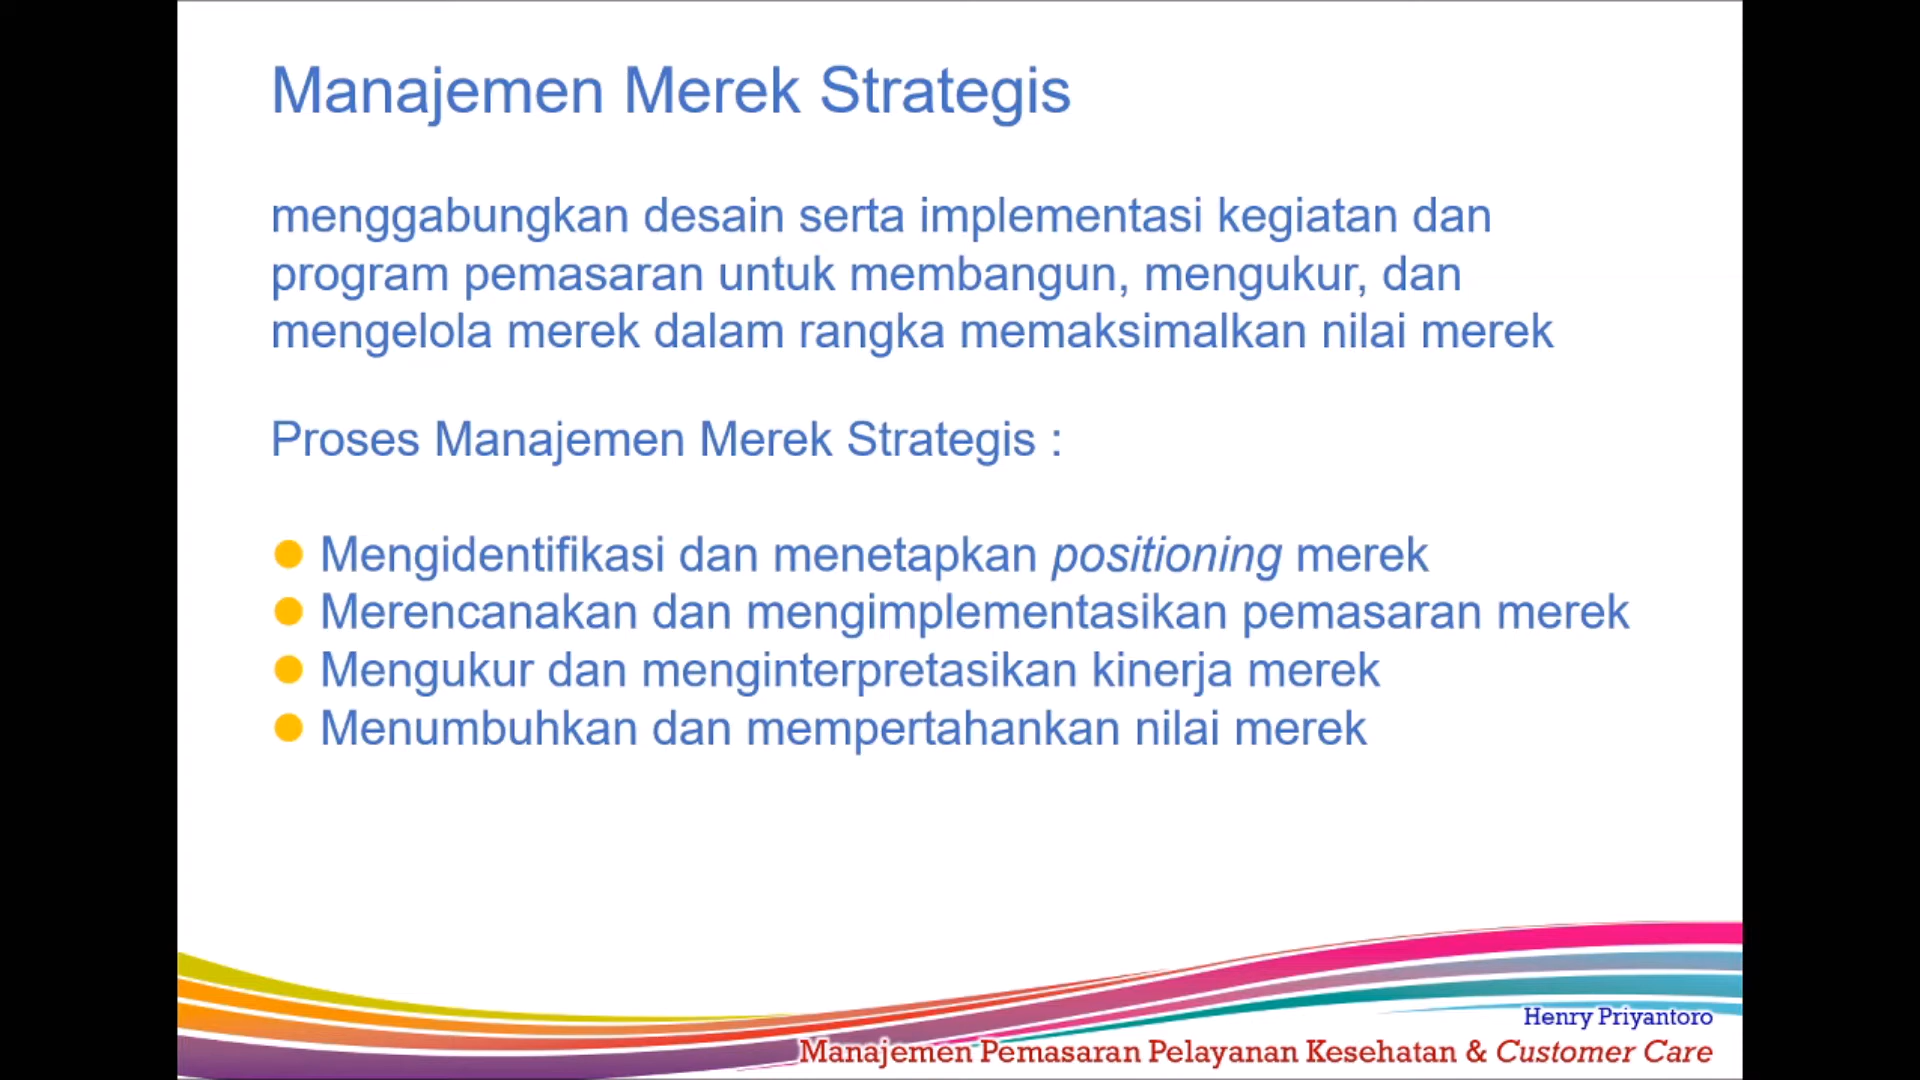 Manajemen Merek Strategis
menggabungkan desain serta implementasi kegiatan dan
program pemasaran untuk membangun, mengukur, dan
mengelola merek dalam rangka memaksimalkan nilai merek
Proses Manajemen Merek Strategis :
Mengidentifikasi dan menetapkan positioning merek
Merencanakan dan mengimplementasikan pemasaran merek
Mengukur dan menginterpretasikan kinerja merek
Menumbuhkan dan mempertahankan nilai merek
Henry Priyantoro
Manajemen Pemasaran Pelayanan Kesehatan & Customer Care